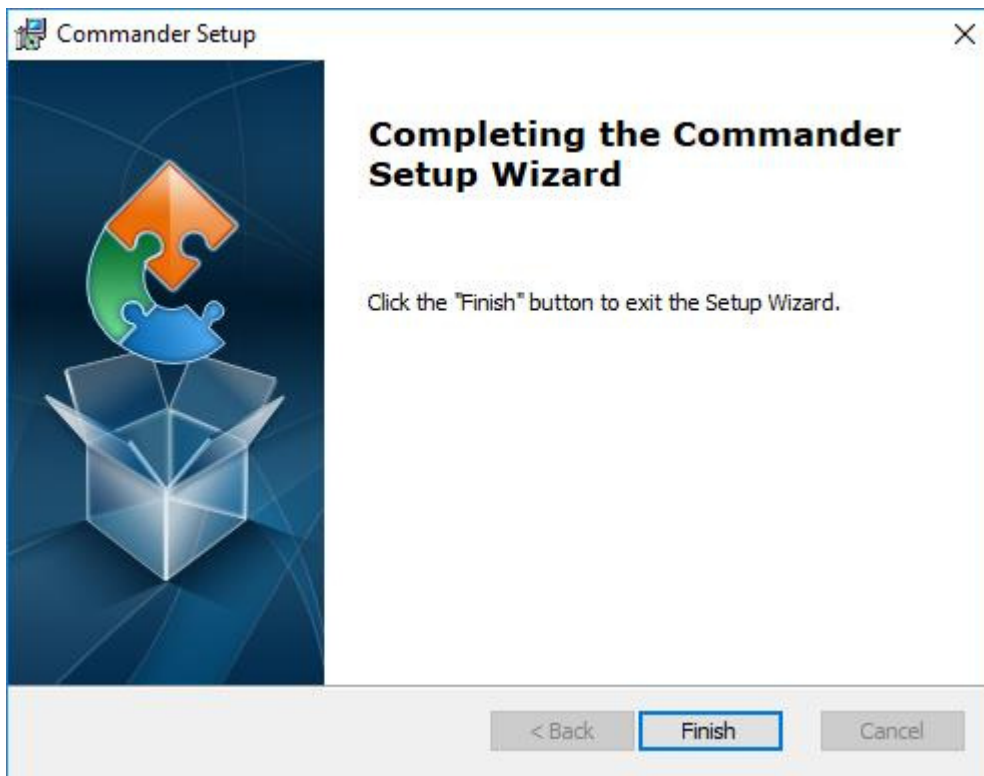 Commander Setup
Completing the Commander
Setup Wizard
Click the "Finish" button to exit the Setup Wizard.
< Back Finish Cancel